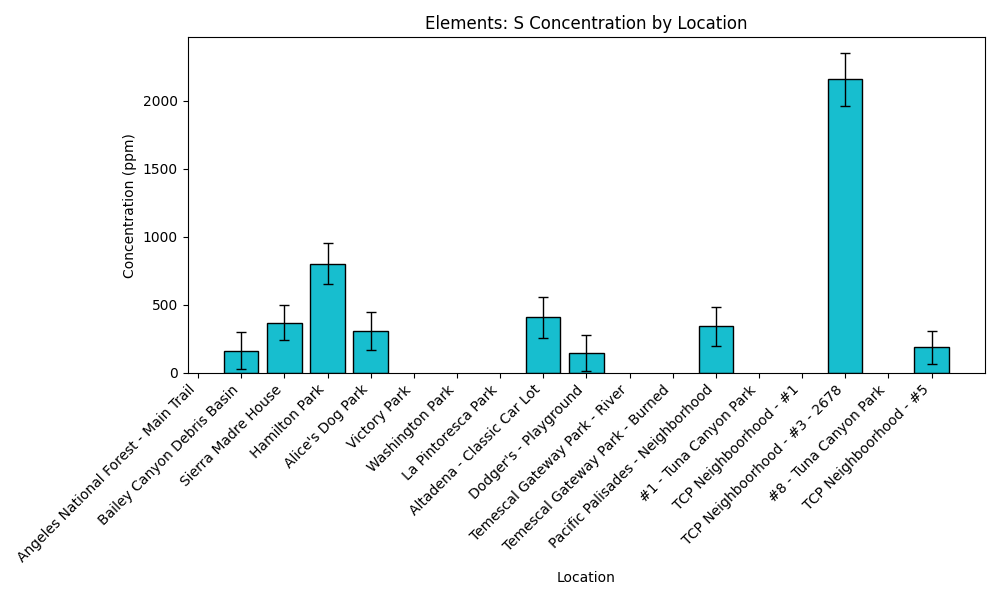 Elements: S Concentration by Location
Concentration (ppm)
2000
1500
1000
500
0
Angeles National Forest - Main Trail
Bailey Canyon Debris Basin
Sierra Madre House
Hamilton Park
Alice's Dog Park
Victory Park
Washington Park
La Pintoresca Park
Altadena - Classic Car Lot
Dodger's - Playground
Temescal Gateway Park - River
Temescal Gateway Park - Burned
Pacific Palisades - Neighborhood
#1 - Tuna Canyon Park
TCP Neighboorhood - #1
TCP Neighboorhood - #3 - 2678
#8 - Tuna Canyon Park
TCP Neighboorhood - #5
Location